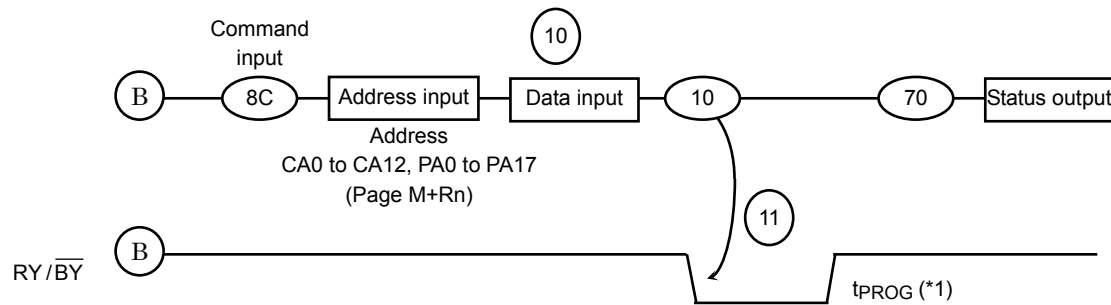 Command
input
10
B
8C
Address input
Data input
10
70
Status output
Address
CA0 to CA12, PA0 to PA17
(Page M+Rn)
11
B
RY/BY
tPROG (*1)